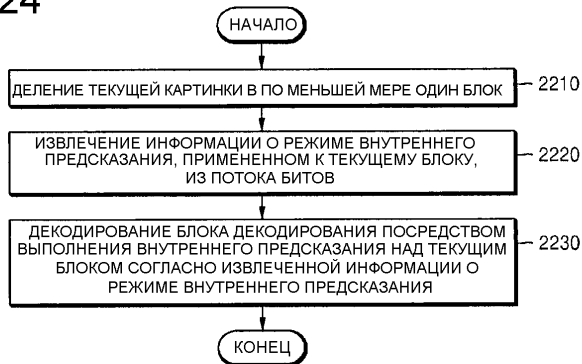 24
НАЧАЛО
ДЕЛЕНИЕ ТЕКУЩЕЙ КАРТИНКИ В ПО МЕНЬШЕЙ МЕРЕ ОДИН БЛОК
2210
ИЗВЛЕЧЕНИЕ ИНФОРМАЦИИ О РЕЖИМЕ ВНУТРЕННЕГО
ПРЕДСКАЗАНИЯ, ПРИМЕНЕННОМ К ТЕКУЩЕМУ БЛОКУ,
ИЗ ПОТОКА БИТОВ
2220
ДЕКОДИРОВАНИЕ БЛОКА ДЕКОДИРОВАНИЯ ПОСРЕДСТВОМ
ВЫПОЛНЕНИЯ ВНУТРЕННЕГО ПРЕДСКАЗАНИЯ НАД ТЕКУЩИМ
БЛОКОМ СОГЛАСНО ИЗВЛЕЧЕННОЙ ИНФОРМАЦИИ О
РЕЖИМЕ ВНУТРЕННЕГО ПРЕДСКАЗАНИЯ
2230
КОНЕЦ